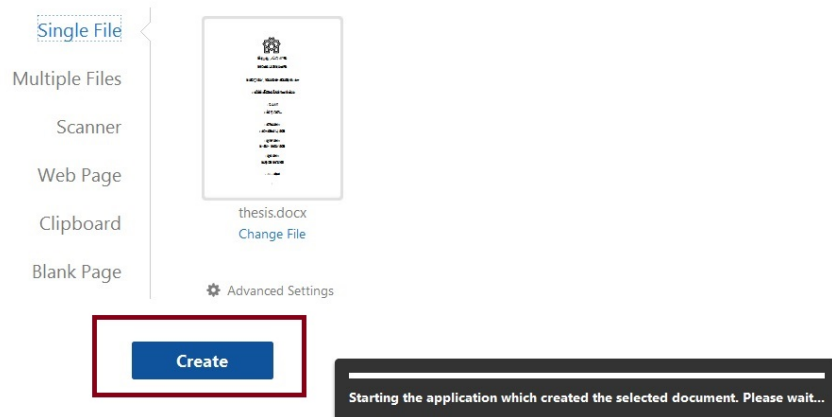 Single File
Multiple Files
Scanner
Web Page
Clipboard
Blank Page
thesis.docx
Change File
Advanced Settings
Create
Starting the application which created the selected document. Please wait...